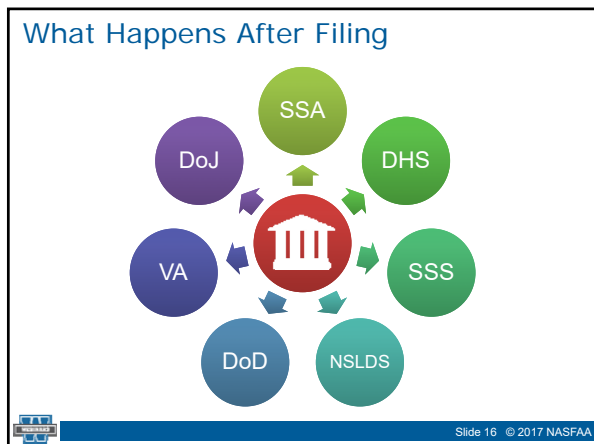 What Happens After Filing
SSA
DoJ
DHS
VA
SSS
DoD
NSLDS
Slide 16 © 2017 NASFAA